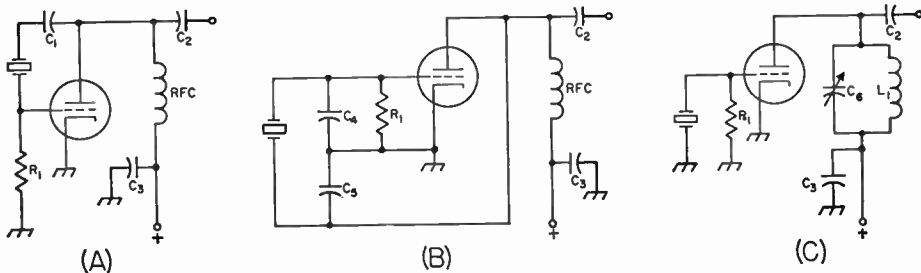 C1
C2
RFC
R1
C3
+
(A)
C2
RFC
C4
R1
C5
C3
+
(B)
C2
C6
L1
R1
C3
+
(C)